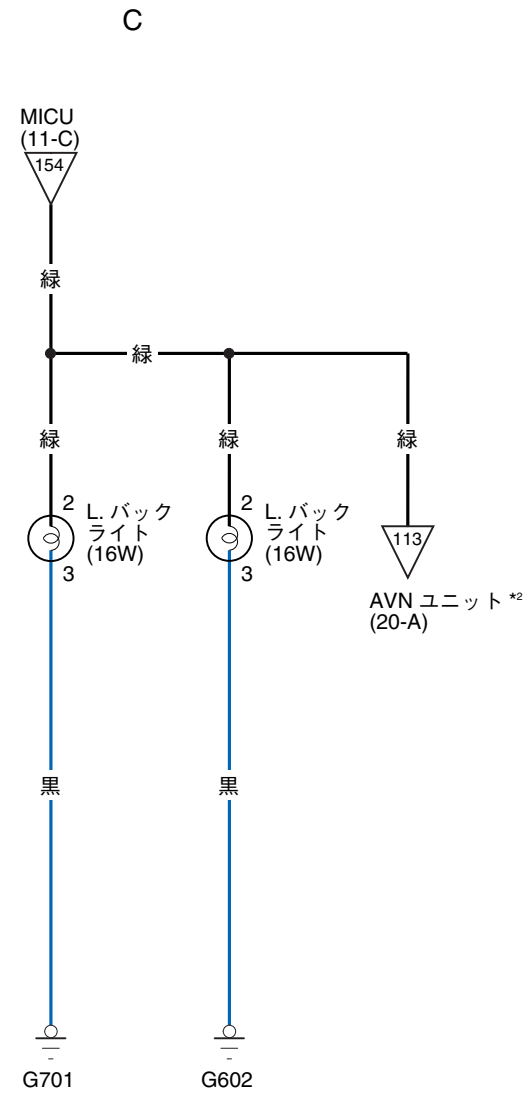 C
MICU
(11-C)
154
緑
緑
緑
緑
緑
2
L. バック
ライト
(16W)
3
2
L. バック
ライト
(16W)
3
113
AVN ユニット *2
(20-A)
黒
黒
G701
G602